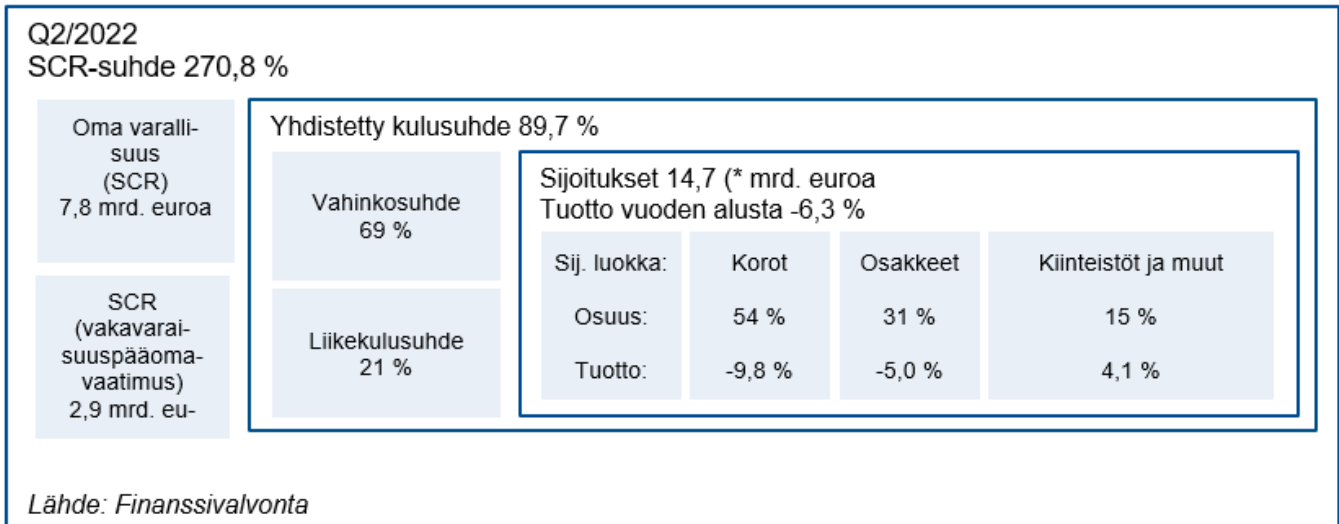 Q2/2022
SCR-suhde 270,8 %
Oma varalli-
suus
(SCR)
7,8 mrd. euroa
SCR
(vakavarai-
suuspääoma-
vaatimus)
2,9 mrd. eu-
Yhdistetty kulusuhde 89,7 %
Vahinkosuhde
69 %
Liikekulusuhde
21 %
Sijoitukset 14,7 (* mrd. euroa
Tuotto vuoden alusta -6,3 %
Sij. luokka: Korot Osakkeet Kiinteistöt ja muut
Osuus: 54 % 31 % 15 %
Tuotto: -9,8 % -5,0 % 4,1 %
Lähde: Finanssivalvonta